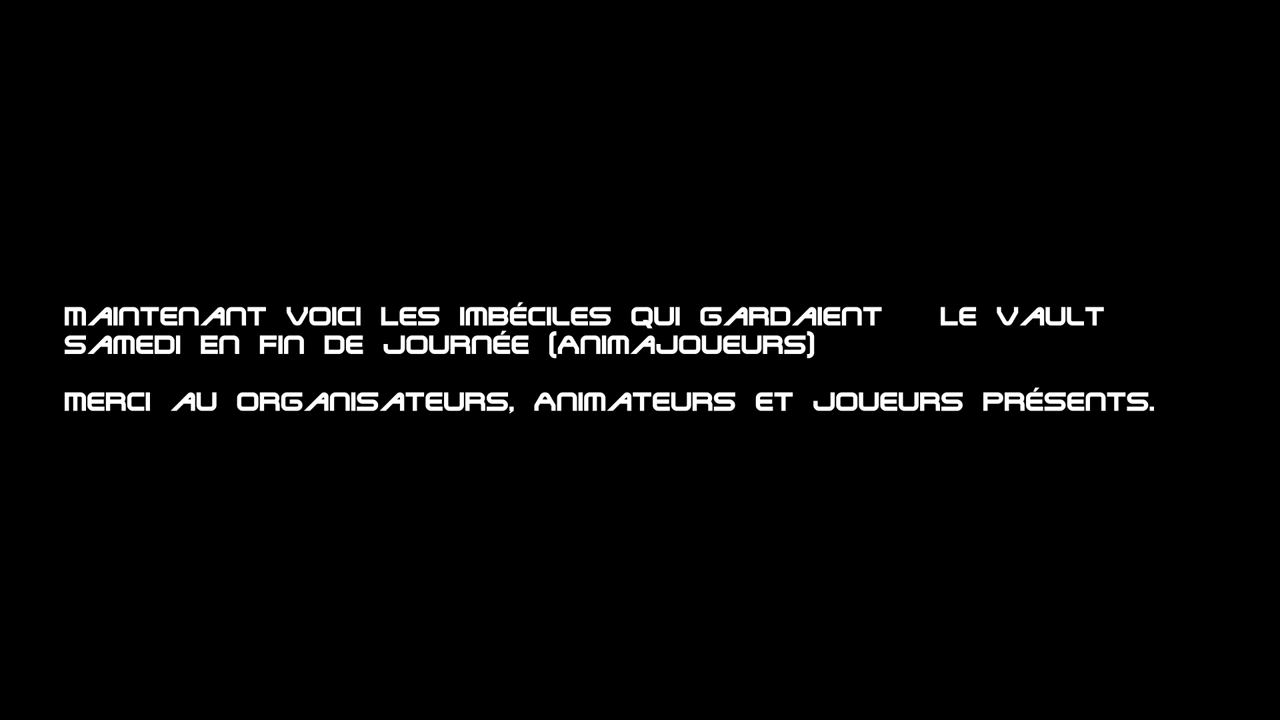 MAINTENANT VOICI LES IMBÉCILES QUI GARDAIENT LE VAULT
SAMEDI EN FIN DE JOURNÉE (ANIMAJOUEURS)
MERCI AU ORGANISATEURS, ANIMATEURS ET JOUEURS PRÉSENTS.